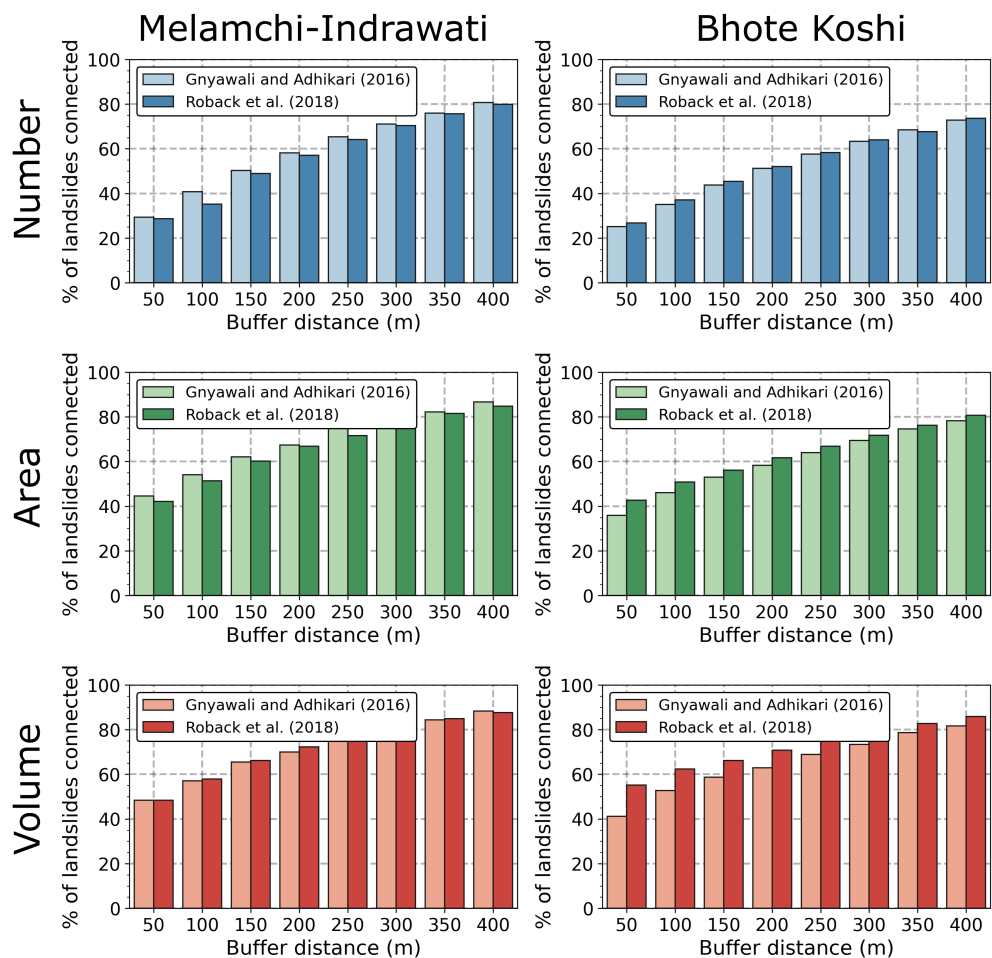 Melamchi-Indrawati
Bhote Koshi
Number
% of landslides connected
100
80
60
40
20
0
Gnyawali and Adhikari (2016)
Roback et al. (2018)
50 100 150 200 250 300 350 400
Buffer distance (m)
% of landslides connected
100
80
60
40
20
0
Gnyawali and Adhikari (2016)
Roback et al. (2018)
50 100 150 200 250 300 350 400
Buffer distance (m)
Area
% of landslides connected
100
80
60
40
20
0
Gnyawali and Adhikari (2016)
Roback et al. (2018)
50 100 150 200 250 300 350 400
Buffer distance (m)
% of landslides connected
100
80
60
40
20
0
Gnyawali and Adhikari (2016)
Roback et al. (2018)
50 100 150 200 250 300 350 400
Buffer distance (m)
Volume
% of landslides connected
100
80
60
40
20
0
Gnyawali and Adhikari (2016)
Roback et al. (2018)
50 100 150 200 250 300 350 400
Buffer distance (m)
% of landslides connected
100
80
60
40
20
0
Gnyawali and Adhikari (2016)
Roback et al. (2018)
50 100 150 200 250 300 350 400
Buffer distance (m)